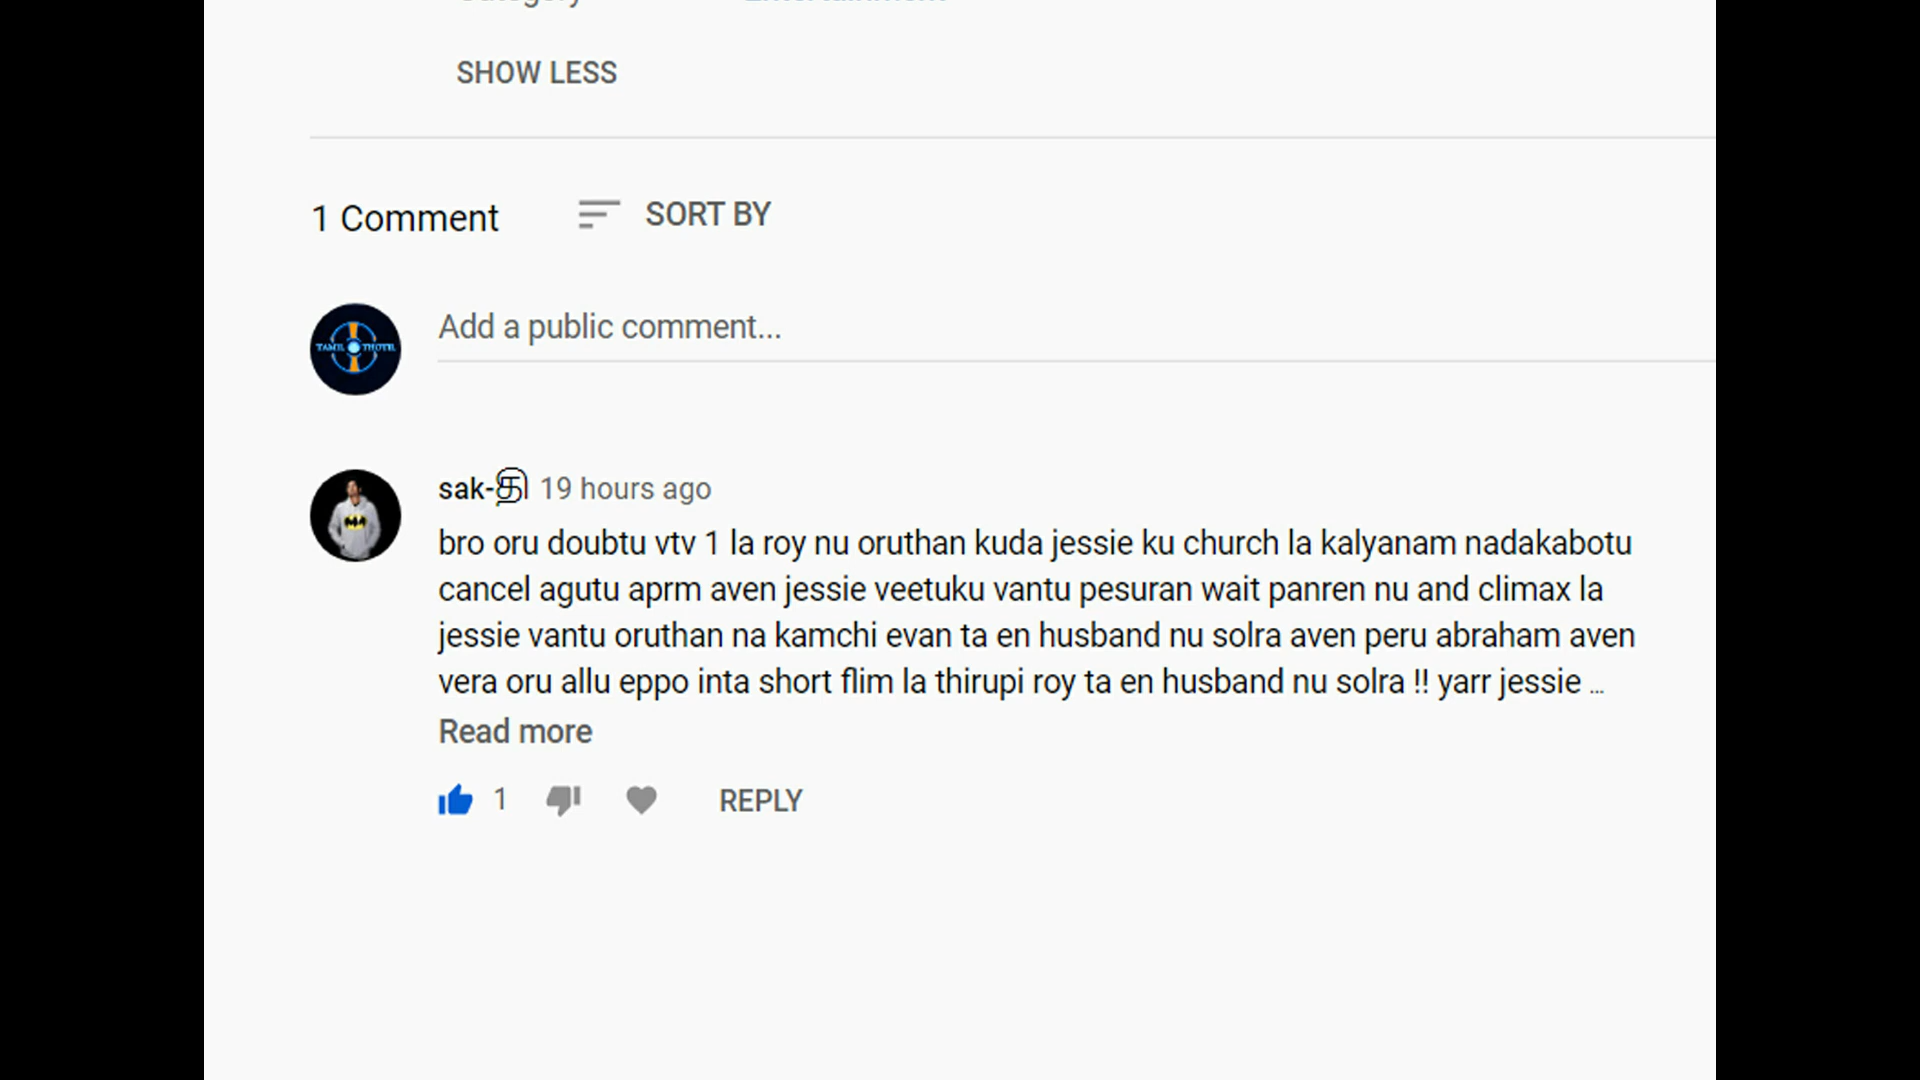 SHOW LESS
1 Comment
SORT BY
Add a public comment...
TAMIL THOTIL
sak-தி 19 hours ago
bro oru doubtu vtv 1 la roy nu oruthan kuda jessie ku church la kalyanam nadakabotu
cancel agutu aprm aven jessie veetuku vantu pesuran wait panren nu and climax la
jessie vantu oruthan na kamchi evan ta en husband nu solra aven peru abraham aven
vera oru allu eppo inta short flim la thirupi roy ta en husband nu solra !! yarr jessie ...
Read more
1
REPLY